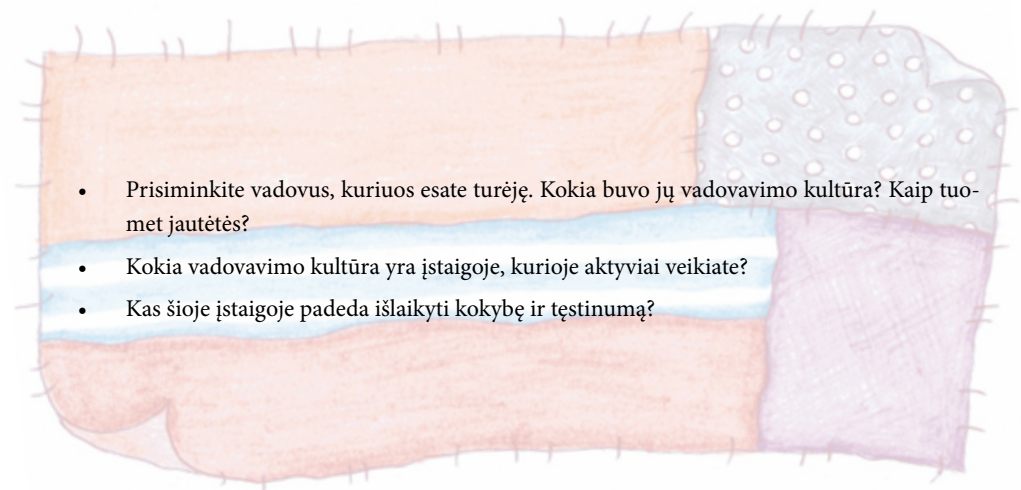 • Prisiminkite vadovus, kuriuos esate turėję. Kokia buvo jų vadovavimo kultūra? Kaip tuo-
met jautėtės?
• Kokia vadovavimo kultūra yra įstaigoje, kurioje aktyviai veikiate?
• Kas šioje įstaigoje padeda išlaikyti kokybę ir tęstinumą?